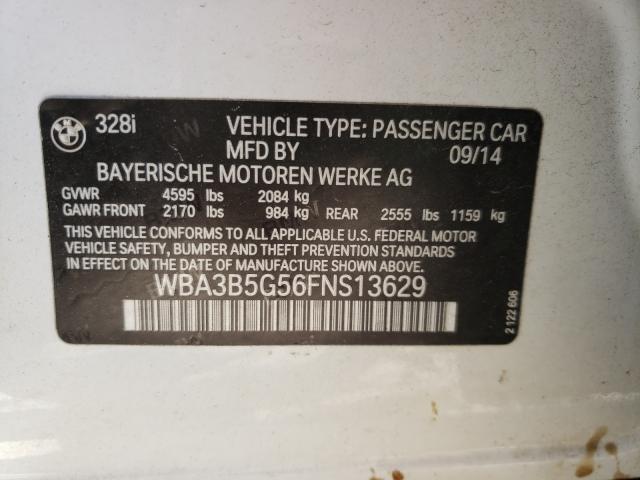 BMW 328i VEHICLE TYPE: PASSENGER CAR
MFD BY 09/14
BAYERISCHE MOTOREN WERKE AG
GVWR 4595 lbs 2084 kg
GAWR FRONT 2170 lbs 984 kg REAR 2555 lbs 1159 kg
THIS VEHICLE CONFORMS TO ALL APPLICABLE U.S. FEDERAL MOTOR
VEHICLE SAFETY, BUMPER AND THEFT PREVENTION STANDARDS
IN EFFECT ON THE DATE OF MANUFACTURE SHOWN ABOVE.
WBA3B5G56FNS13629
2 122 606